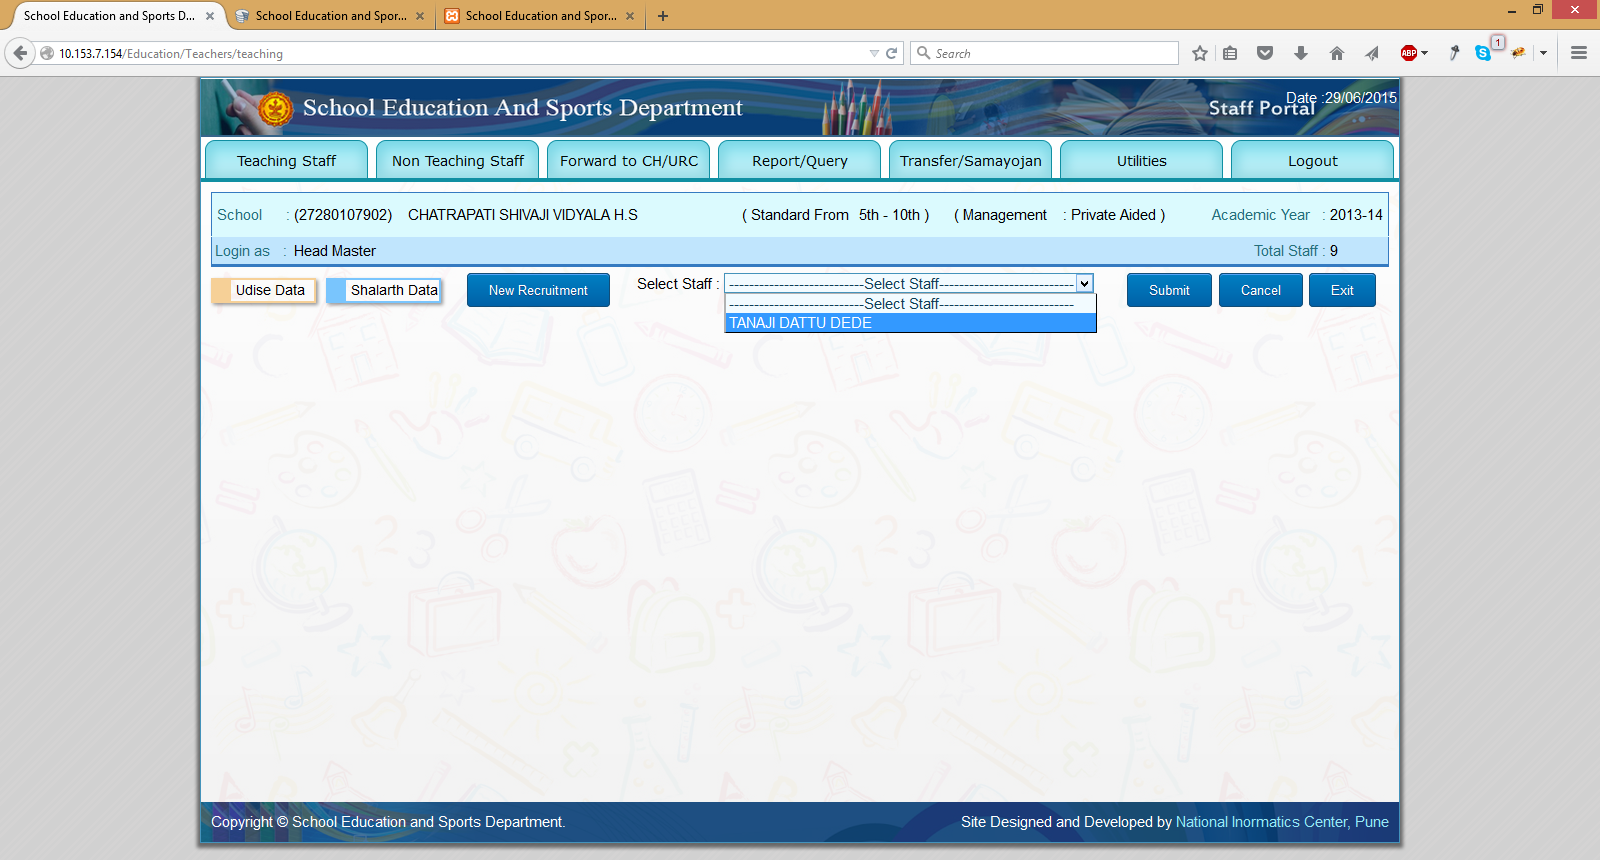 School Education and Sports D... × School Education and Spor... × School Education and Spor... × +
10.153.7.154/Education/Teachers/teaching Search ABP 1
School Education And Sports Department
Date :29/06/2015
Staff Portal
Teaching Staff Non Teaching Staff Forward to CH/URC Report/Query Transfer/Samayojan Utilities Logout
School : (27280107902) CHATRAPATI SHIVAJI VIDYALA H.S ( Standard From 5th - 10th ) ( Management : Private Aided ) Academic Year : 2013-14
Login as : Head Master Total Staff : 9
Udise Data Shalarth Data New Recruitment Select Staff : ---------------------------Select Staff--------------------------- Submit Cancel Exit
---------------------------Select Staff---------------------------
TANAJI DATTU DEDE
Copyright © School Education and Sports Department. Site Designed and Developed by National Inormatics Center, Pune